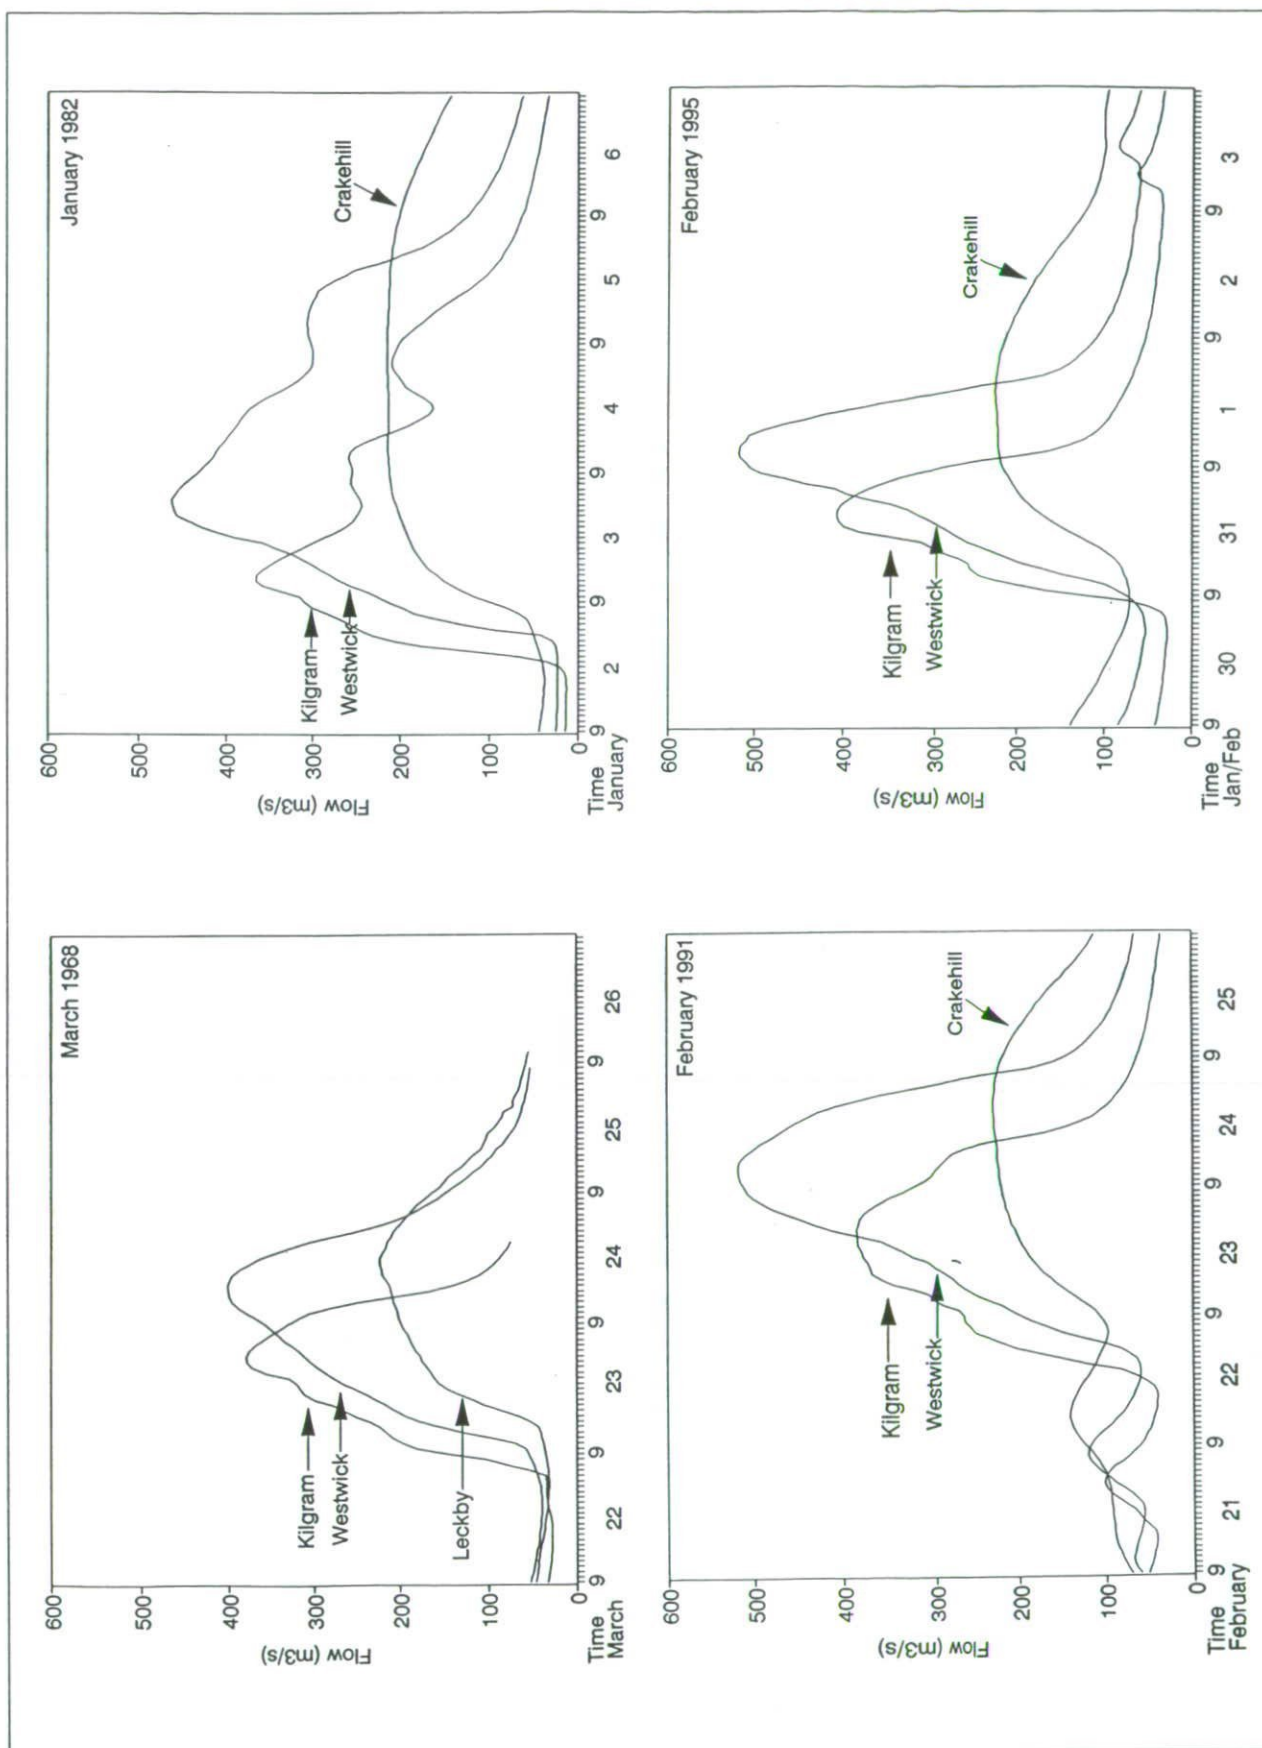 March 1968
600
500
400
300
200
100
0
Flow (m3/s)
Kilgram
Westwick
Leckby
9 22 9 23 9 24 9 25 9 26
Time
March
January 1982
600
500
400
300
200
100
0
Flow (m3/s)
Kilgram
Westwick
Crakehill
9 2 9 3 9 4 9 5 9 6
Time
January
February 1991
600
500
400
300
200
100
0
Flow (m3/s)
Kilgram
Westwick
Crakehill
9 21 9 22 9 23 9 24 9 25
Time
February
February 1995
600
500
400
300
200
100
0
Flow (m3/s)
Kilgram
Westwick
Crakehill
9 30 9 31 9 1 9 2 9 3
Time
Jan/Feb